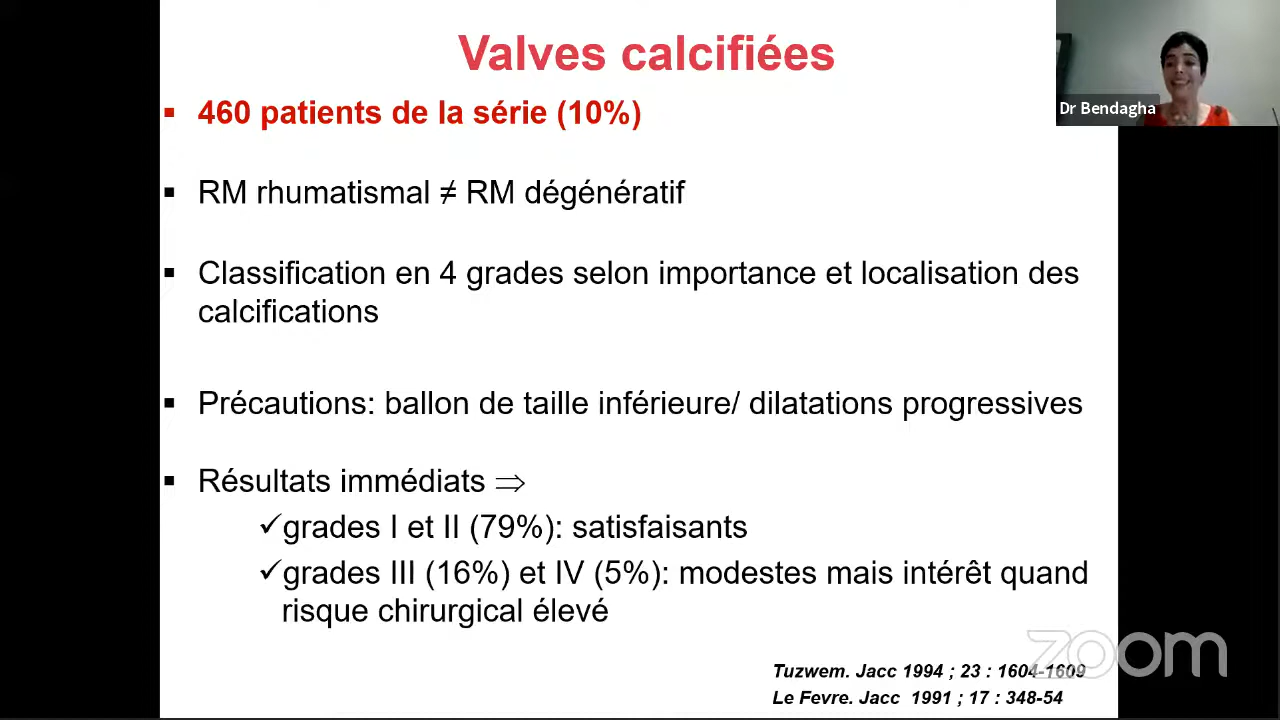 Valves calcifiées
Dr Bendagha
▪ 460 patients de la série (10%)
▪ RM rhumatismal ≠ RM dégénératif
▪ Classification en 4 grades selon importance et localisation des
calcifications
▪ Précautions: ballon de taille inférieure/ dilatations progressives
▪ Résultats immédiats ⇒
✓grades I et II (79%): satisfaisants
✓grades III (16%) et IV (5%): modestes mais intérêt quand
risque chirurgical élevé
zoom
Tuzwem. Jacc 1994 ; 23 : 1604-1609
Le Fevre. Jacc 1991 ; 17 : 348-54